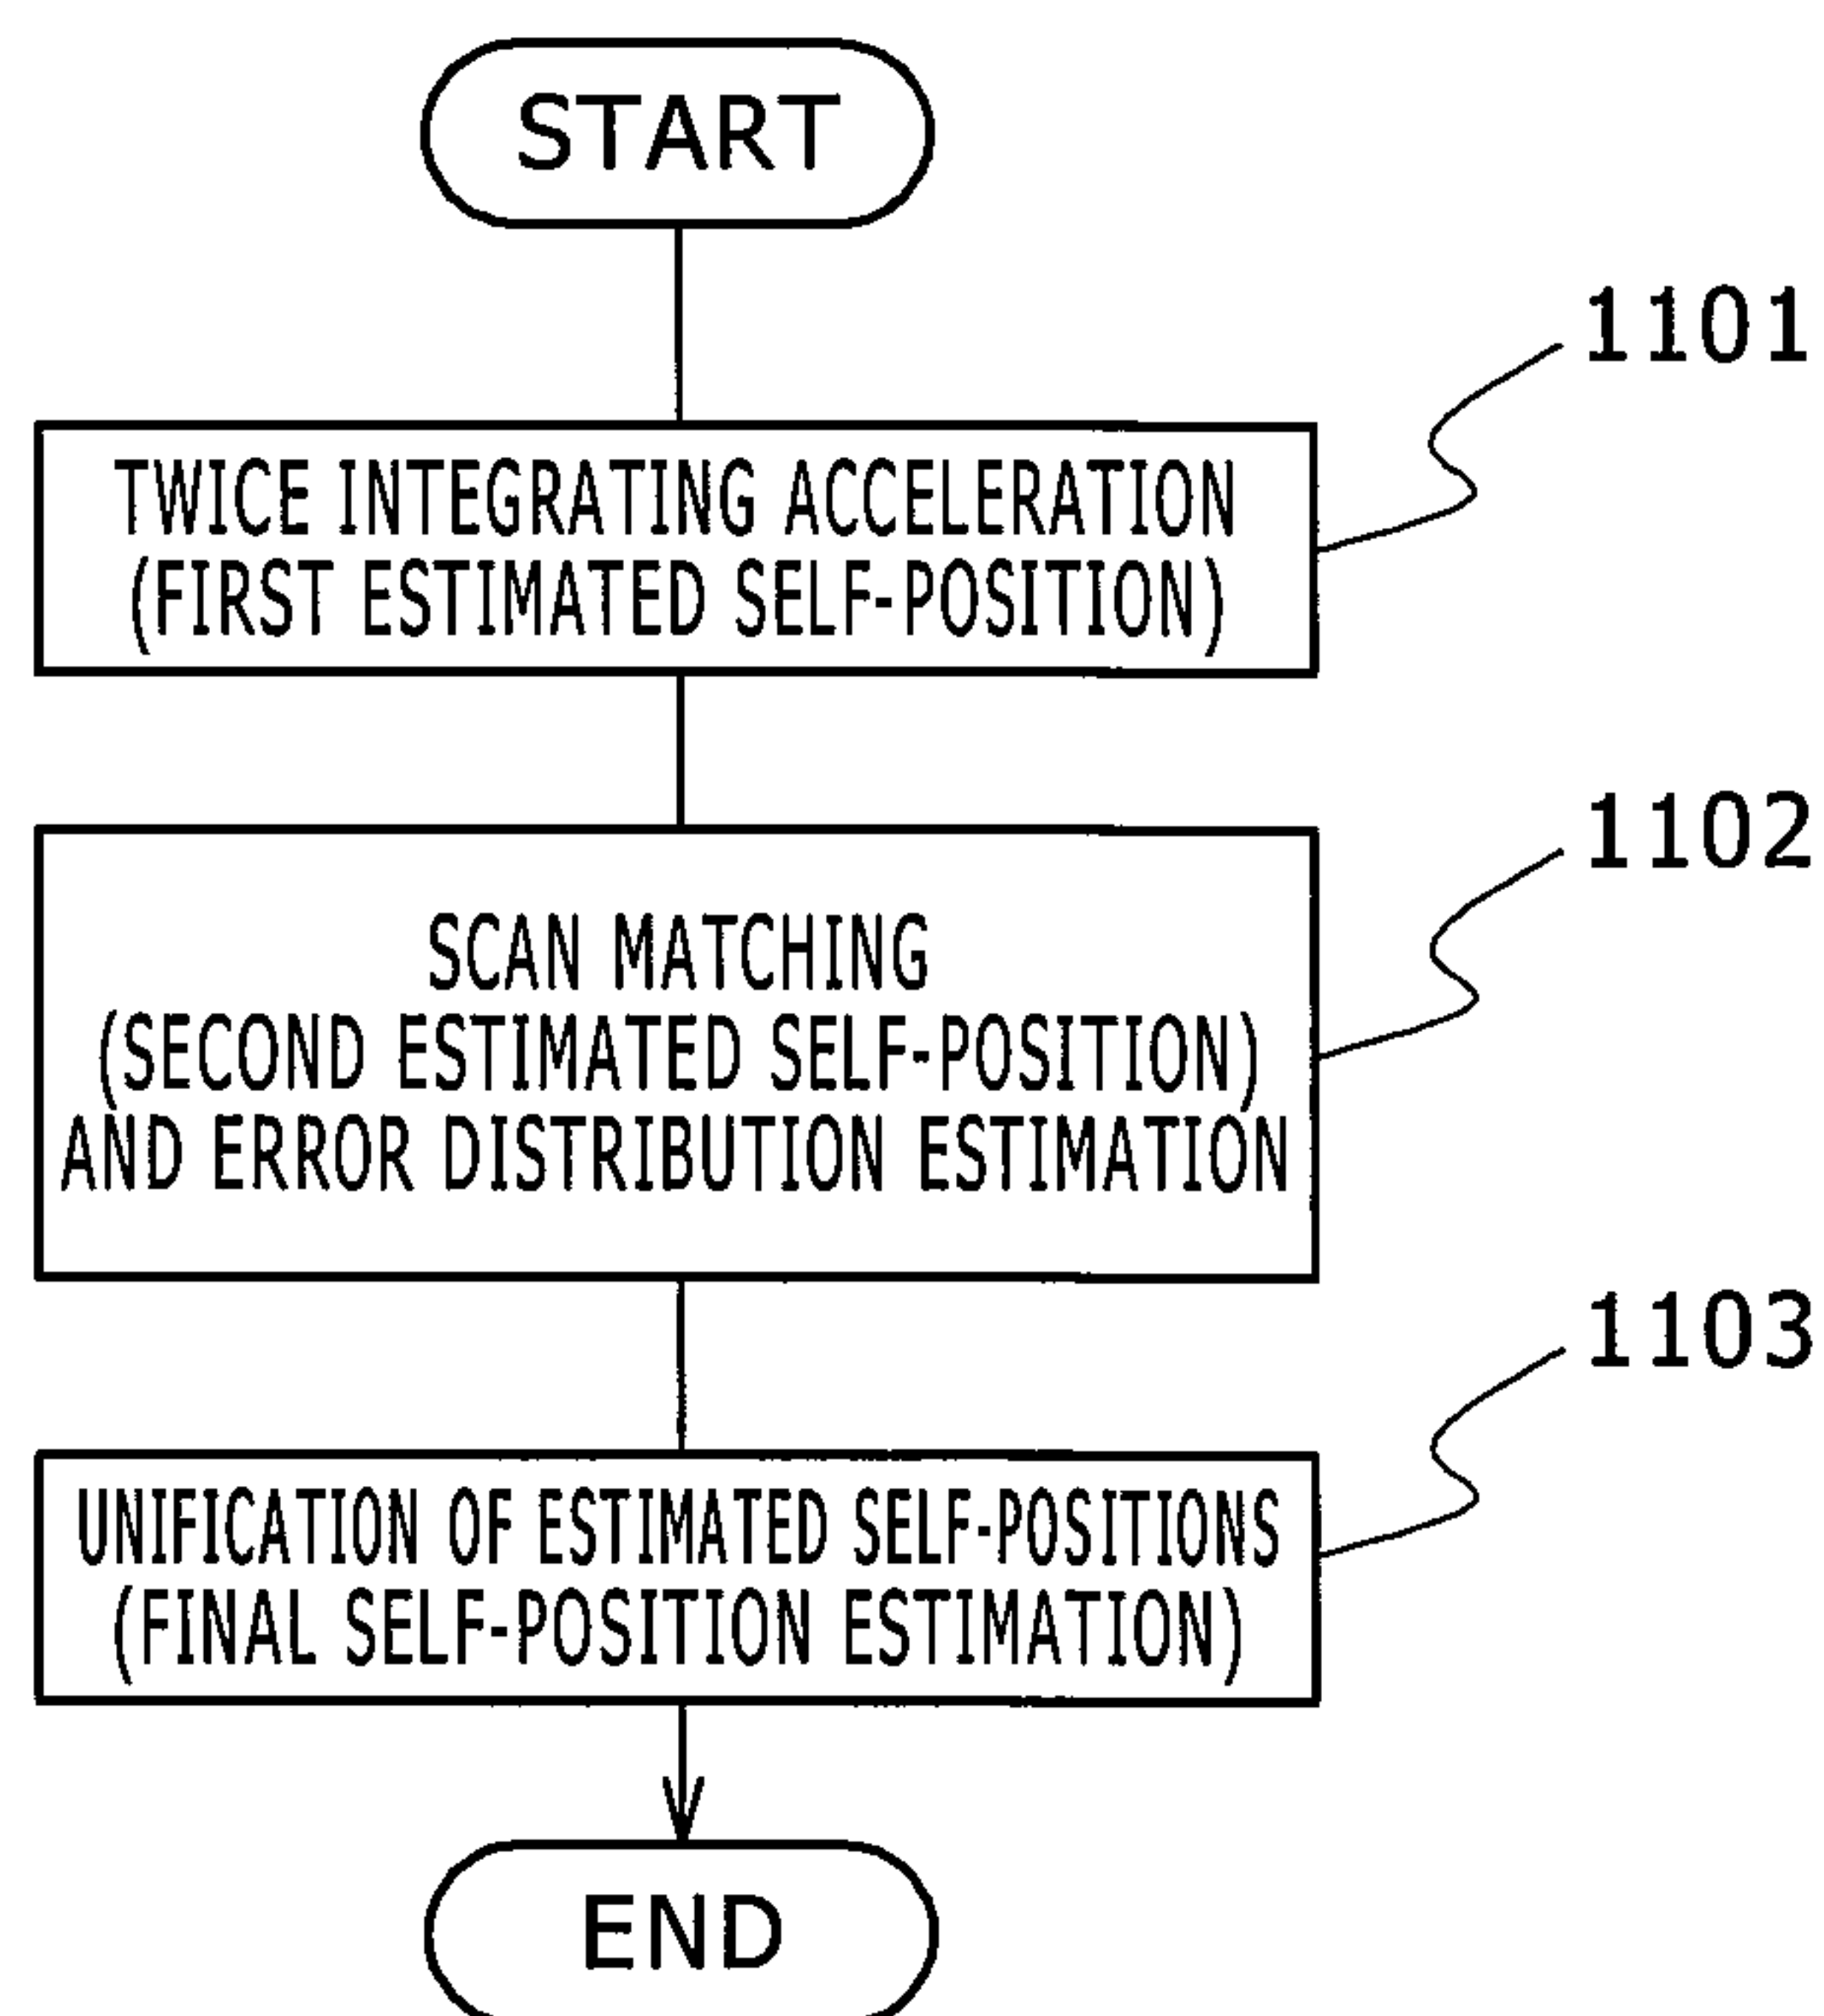 START
1101
TWICE INTEGRATING ACCELERATION
(FIRST ESTIMATED SELF-POSITION)
1102
SCAN MATCHING
(SECOND ESTIMATED SELF-POSITION)
AND ERROR DISTRIBUTION ESTIMATION
1103
UNIFICATION OF ESTIMATED SELF-POSITIONS
(FINAL SELF-POSITION ESTIMATION)
END